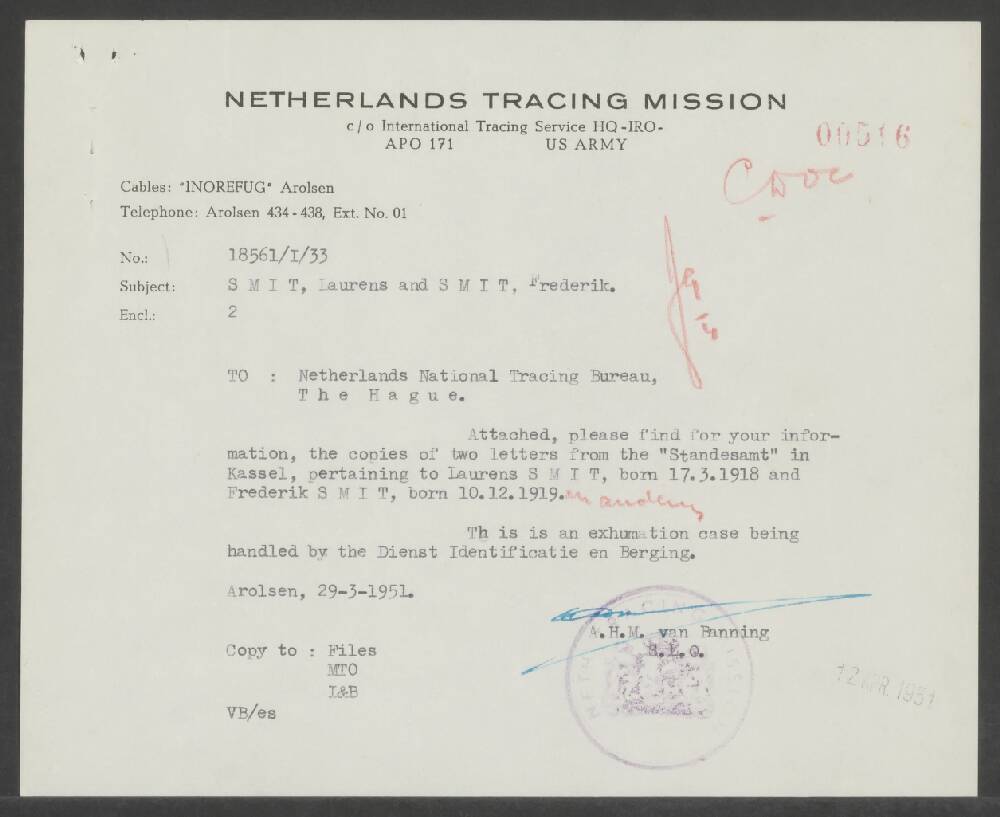 NETHERLANDS TRACING MISSION
c/o International Tracing Service HQ-IRO-
APO 171 US ARMY
00516
Cables: "INOREFUG" Arolsen
Telephone: Arolsen 434-438, Ext. No. 01
No.: 18561/I/33
Subject: S M I T, Laurens and S M I T, Frederik.
Encl.: 2
TO : Netherlands National Tracing Bureau,
T h e H a g u e.
Attached, please find for your infor-
mation, the copies of two letters from the "Standesamt" in
Kassel, pertaining to Laurens S M I T, born 17.3.1918 and
Frederik S M I T, born 10.12.1919.
Th is is an exhumation case being
handled by the Dienst Identificatie en Berging.
Arolsen, 29-3-1951.
A.H.M. van Banning
Copy to : Files
MTO
I&B
VB/es
12 APR. 1951